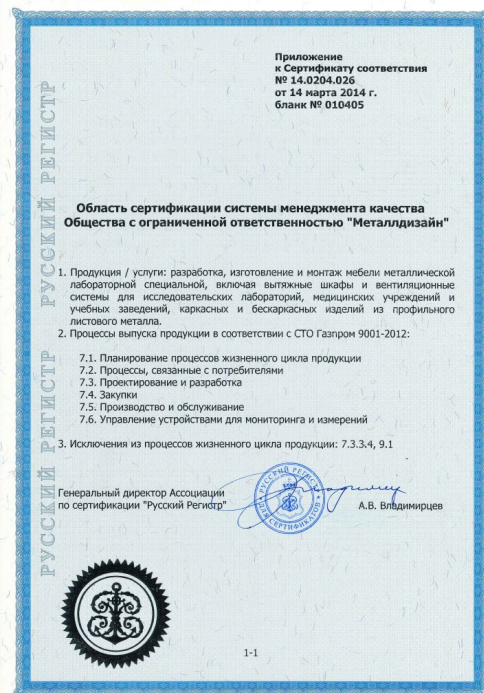 Приложение
к Сертификату соответствия
№ 14.0204.026
от 14 марта 2014 г.
бланк № 010405
Область сертификации системы менеджмента качества
Общества с ограниченной ответственностью "Металлдизайн"
1. Продукция / услуги: разработка, изготовление и монтаж мебели металлической
лабораторной специальной, включая вытяжные шкафы и вентиляционные
системы для исследовательских лабораторий, медицинских учреждений и
учебных заведений, каркасных и бескаркасных изделий из профильного
листового металла.
2. Процессы выпуска продукции в соответствии с СТО Газпром 9001-2012:
7.1. Планирование процессов жизненного цикла продукции
7.2. Процессы, связанные с потребителями
7.3. Проектирование и разработка
7.4. Закупки
7.5. Производство и обслуживание
7.6. Управление устройствами для мониторинга и измерений
3. Исключения из процессов жизненного цикла продукции: 7.3.3.4, 9.1
Генеральный директор Ассоциации
по сертификации "Русский Регистр"
А.В. Владимирцев
РУССКИЙ РЕГИСТР
ДЛЯ СЕРТИФИКАТОВ
1-1
РУССКИЙ РЕГИСТР
РУССКИЙ РЕГИСТР